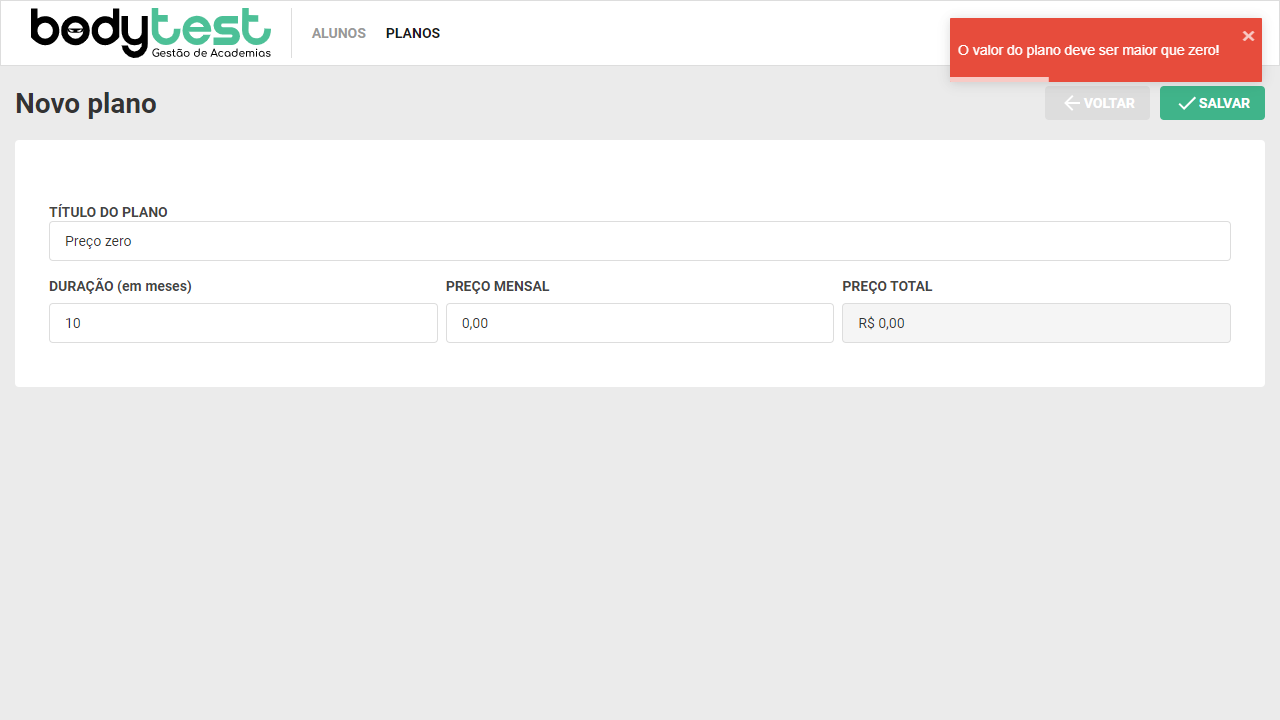 bodytest
Gestão de Academias
ALUNOS
PLANOS
O valor do plano deve ser maior que zero!
Novo plano
VOLTAR
SALVAR
TÍTULO DO PLANO
Preço zero
DURAÇÃO (em meses)
PREÇO MENSAL
PREÇO TOTAL
10
0,00
R$ 0,00